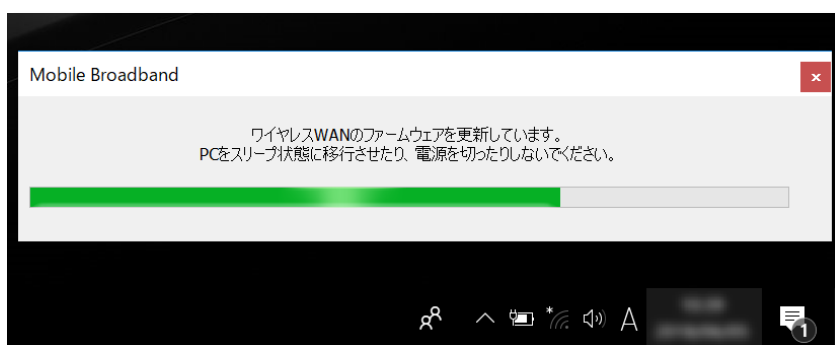 Mobile Broadband
ワイヤレスWANのファームウェアを更新しています。
PCをスリープ状態に移行させたり、電源を切ったりしないでください。
A
1